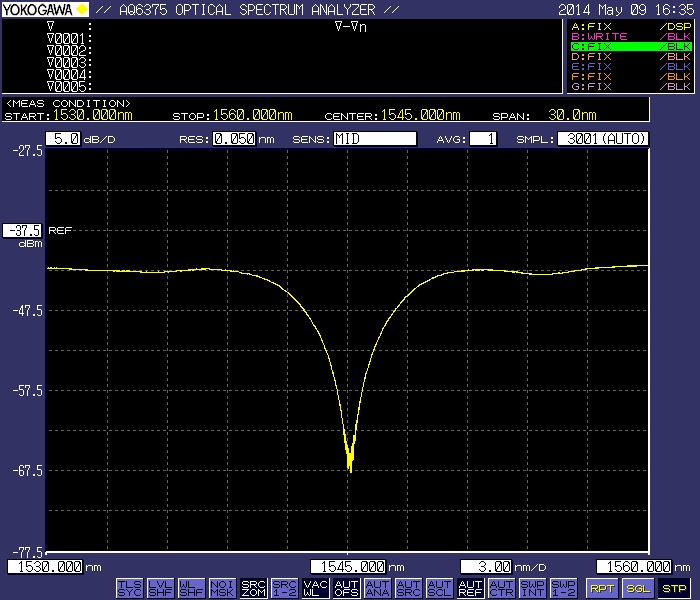 YOKOGAWA // AQ6375 OPTICAL SPECTRUM ANALYZER // 2014 May 09 16:35
∇ : ∇-∇n
∇0001:
∇0002:
∇0003:
∇0004:
∇0005:
A:FIX /DSP
B:WRITE /BLK
C:FIX /BLK
D:FIX /BLK
E:FIX /BLK
F:FIX /BLK
G:FIX /BLK
<MEAS CONDITION>
START:1530.000nm STOP:1560.000nm CENTER:1545.000nm SPAN: 30.0nm
5.0 dB/D RES:0.050 nm SENS:MID AVG: 1 SMPL: 3001(AUTO)
-27.5
-37.5 REF
dBm
-47.5
-57.5
-67.5
-77.5
1530.000 nm 1545.000 nm 3.00 nm/D 1560.000 nm
TLS SYC LVL SHF WL SHF NOI MSK SRC ZOM SRC 1-2 VAC WL AUT OFS AUT ANA AUT SRC AUT SCL AUT REF AUT CTR SWP INT SWP 1-2 RPT SGL STP